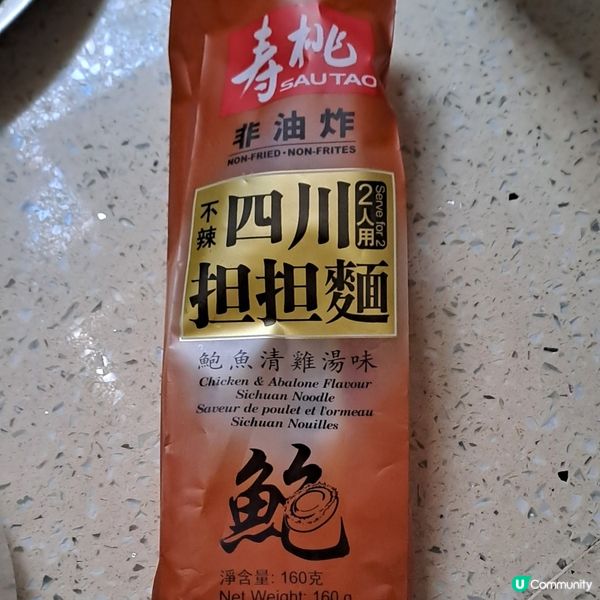 寿桃
SAUTAO
非油炸
NON-FRIED • NON-FRITES
不辣
四川
2人用
Serve for 2
担担麵
鮑魚清雞湯味
Chicken & Abalone Flavour
Sichuan Noodle
Saveur de poulet et l'ormeau
Sichuan Nouilles
鮑
淨含量: 160克
Net Weight: 160 g
U Community